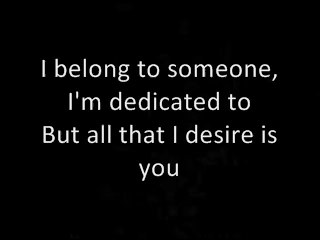 I belong to someone,
I'm dedicated to
But all that I desire is
you